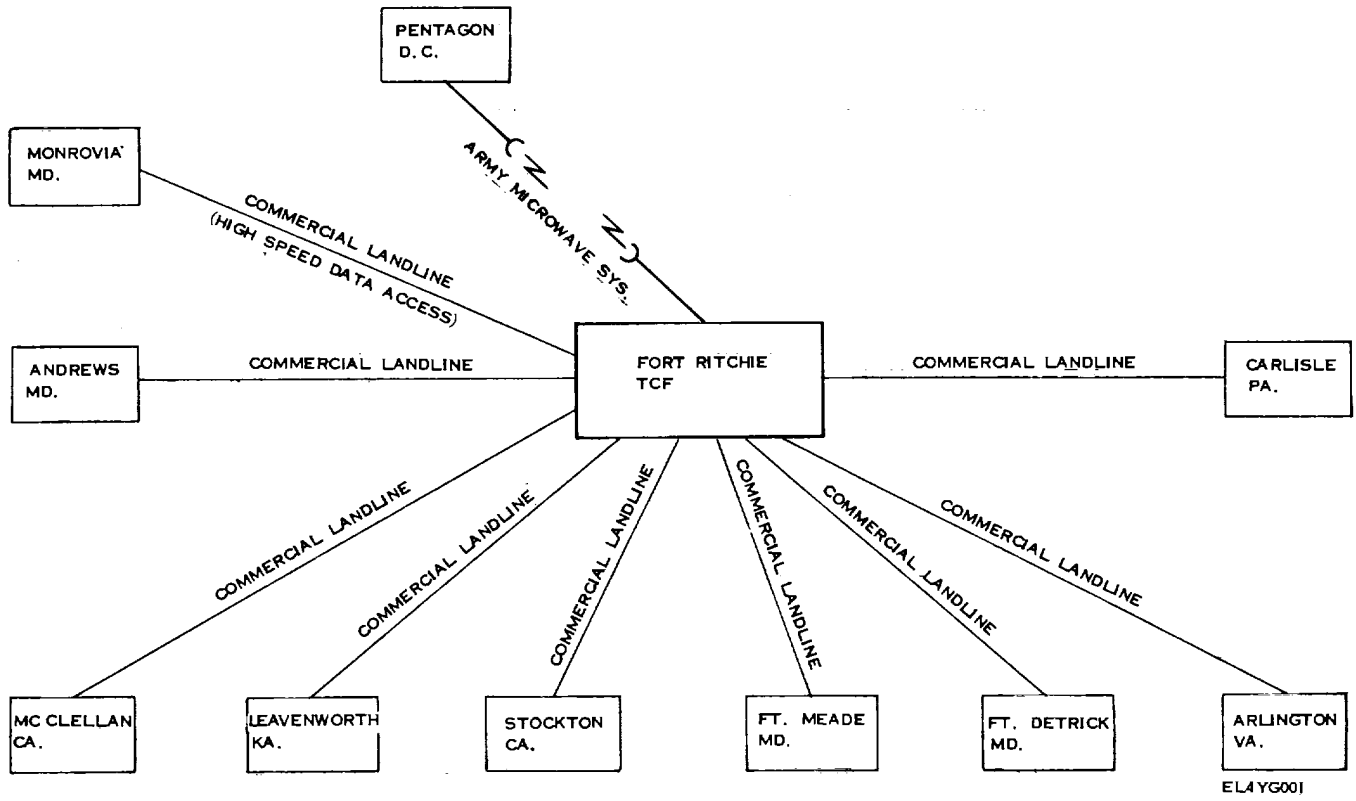 PENTAGON
D.C.
MONROVIA
MD.
ARMY MICROWAVE SYS.
COMMERCIAL LANDLINE
(HIGH SPEED DATA ACCESS)
ANDREWS
MD.
COMMERCIAL LANDLINE
FORT RITCHIE
TCF
COMMERCIAL LANDLINE
CARLISLE
PA.
COMMERCIAL LANDLINE
COMMERCIAL LANDLINE
COMMERCIAL LANDLINE
COMMERCIAL LANDLINE
COMMERCIAL LANDLINE
COMMERCIAL LANDLINE
MC CLELLAN
CA.
LEAVENWORTH
KA.
STOCKTON
CA.
FT. MEADE
MD.
FT. DETRICK
MD.
ARLINGTON
VA.
EL4YG001